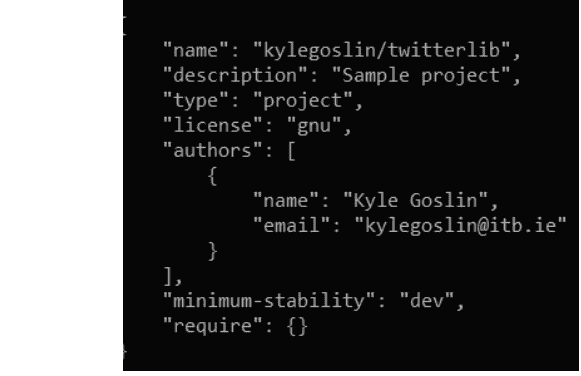 {
"name": "kylegoslin/twitterlib",
"description": "Sample project",
"type": "project",
"license": "gnu",
"authors": [
{
"name": "Kyle Goslin",
"email": "kylegoslin@itb.ie"
}
],
"minimum-stability": "dev",
"require": {}
}